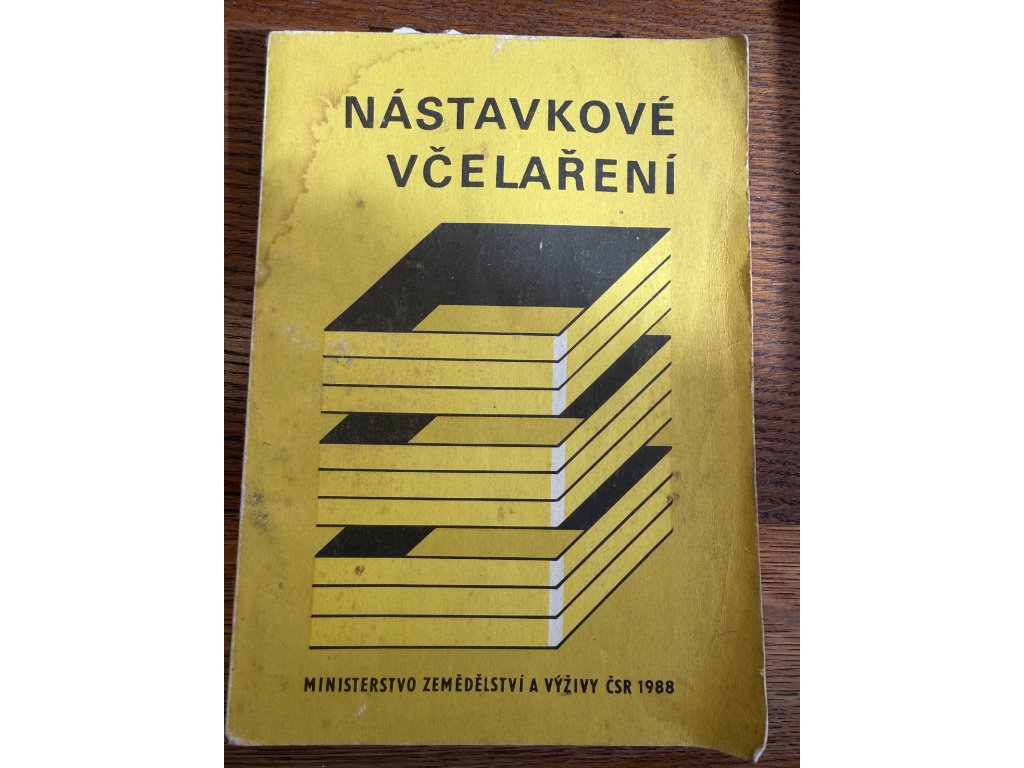 NÁSTAVKOVÉ
VČELAŘENÍ
MINISTERSTVO ZEMĚDĚLSTVÍ A VÝŽIVY ČSR 1988